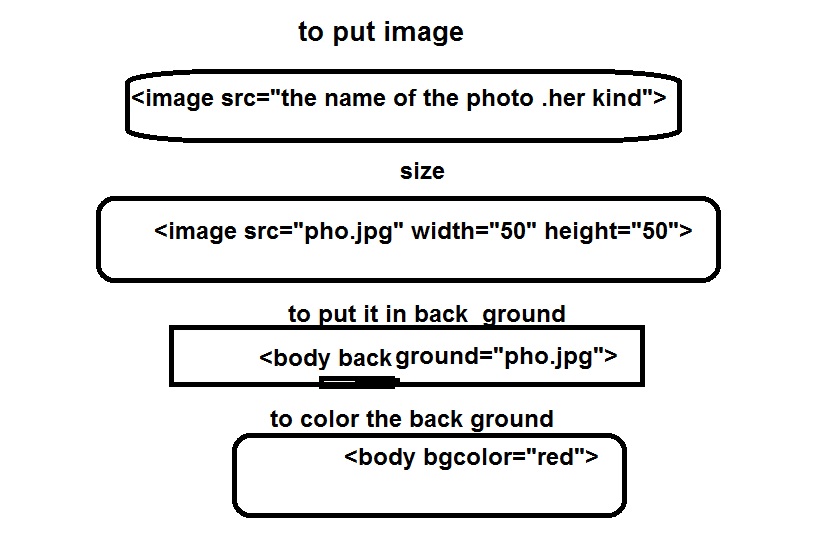 to put image
<image src="the name of the photo .her kind">
size
<image src="pho.jpg" width="50" height="50">
to put it in back  ground
<body background="pho.jpg">
to color the back ground
<body bgcolor="red">